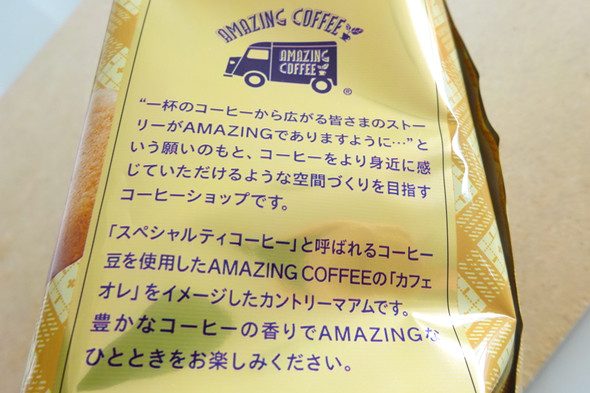 AMAZING COFFEE
AMAZING
COFFEE
®
“一杯のコーヒーから広がる皆さまのストー
リーがAMAZINGでありますように…”と
いう願いのもと、コーヒーをより身近に感
じていただけるような空間づくりを目指す
コーヒーショップです。
「スペシャルティコーヒー」と呼ばれるコーヒー
豆を使用したAMAZING COFFEEの「カフェ
オレ」をイメージしたカントリーマアムです。
豊かなコーヒーの香りでAMAZINGな
ひとときをお楽しみください。